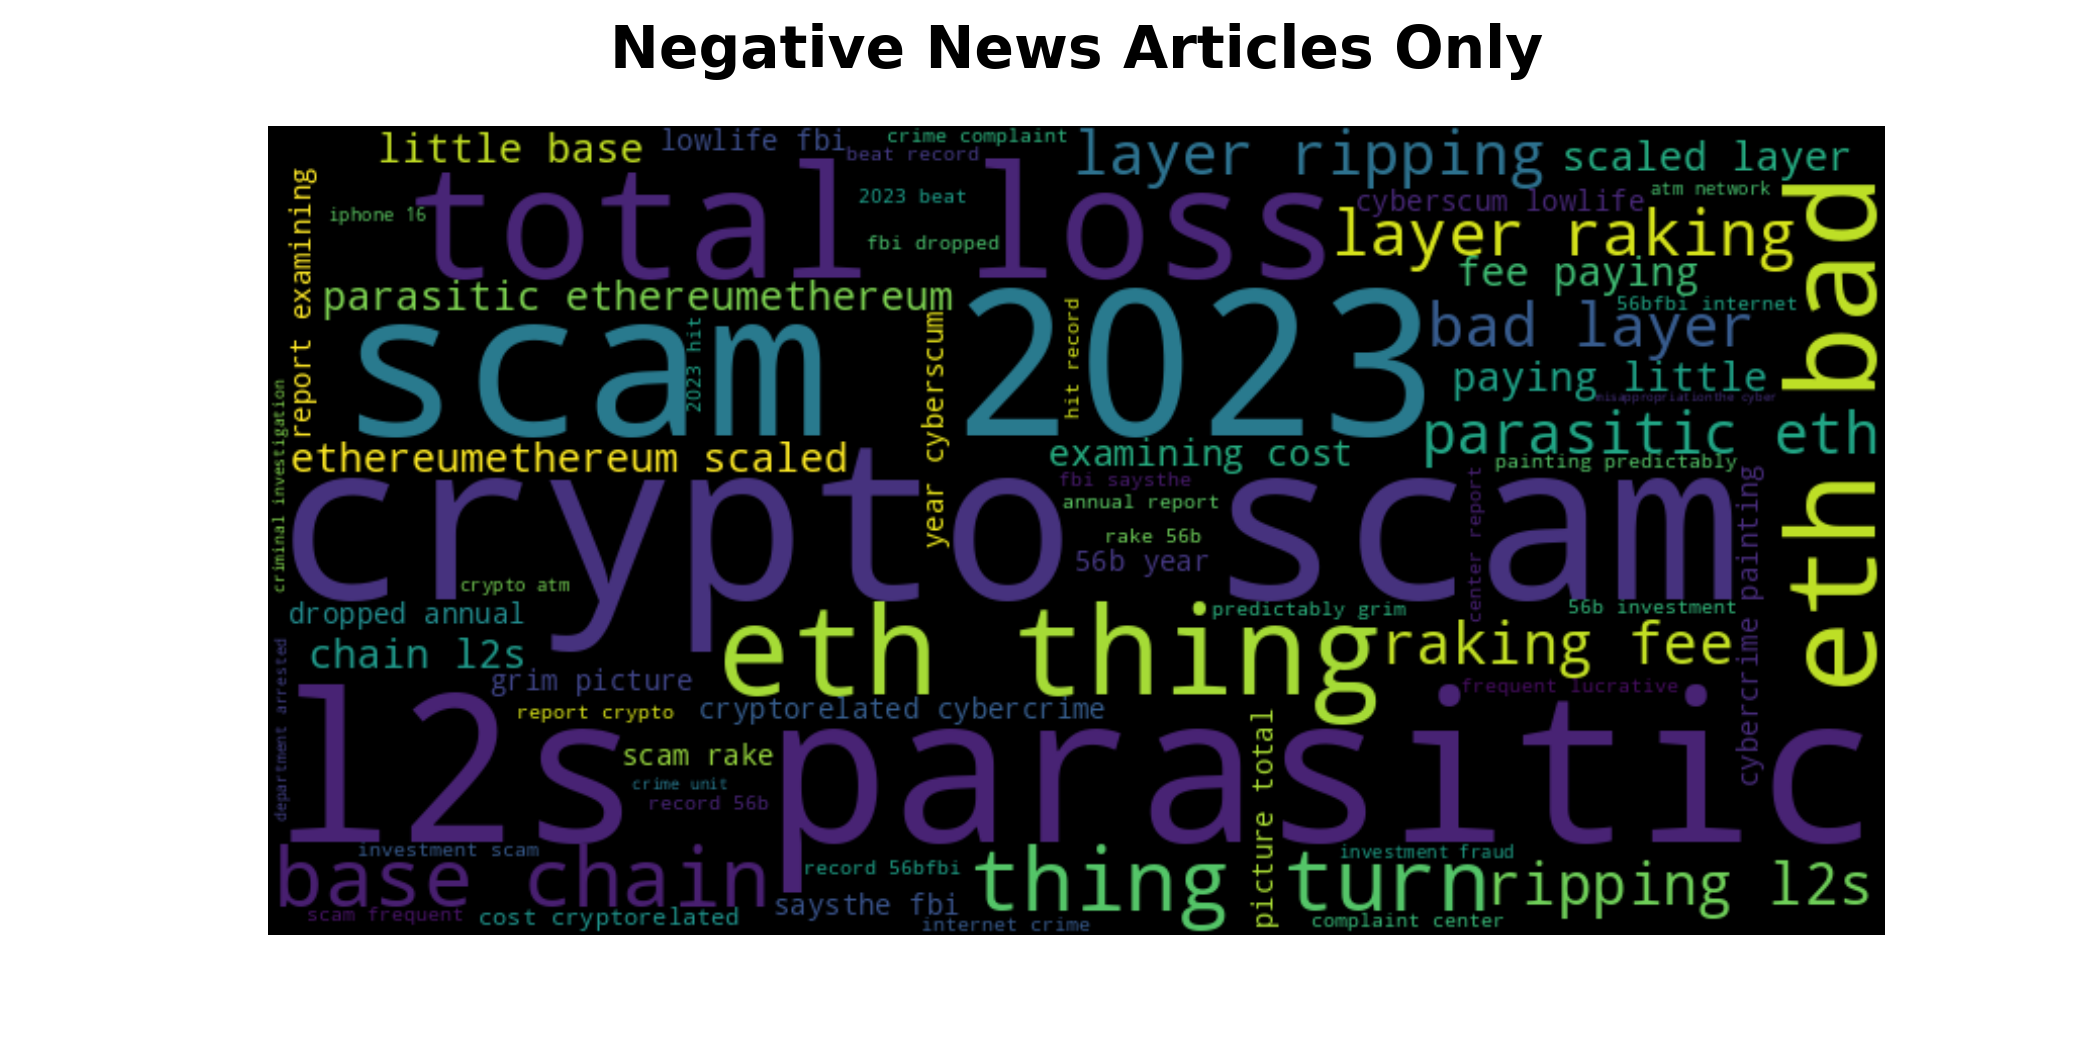 Negative News Articles Only
little base
lowlife fbi
crime complaint
beat record
layer ripping
scaled layer
iphone 16
total loss
2023 beat
fbi dropped
cyberscum lowlife
atm network
layer raking
fee paying
eth bad
report examining
parasitic ethereumethereum
scam 2023
2023 hit
year cyberscum
hit record
56bfbi internet
bad layer
paying little
misappropriationthe cyber
criminal investigation
ethereumethereum scaled
examining cost
parasitic eth
painting predictably
crypto scam
fbi saysthe
annual report
rake 56b
56b year
center report
cybercrime painting
crypto atm
dropped annual
eth thing
predictably grim
56b investment
chain l2s
raking fee
department arrested
grim picture
frequent lucrative
l2s parasitic
report crypto
cryptorelated cybercrime
scam rake
crime unit
record 56b
picture total
investment scam
base chain
record 56bfbi
thing
turn
investment fraud
ripping l2s
scam frequent
cost cryptorelated
saysthe fbi
internet crime
complaint center